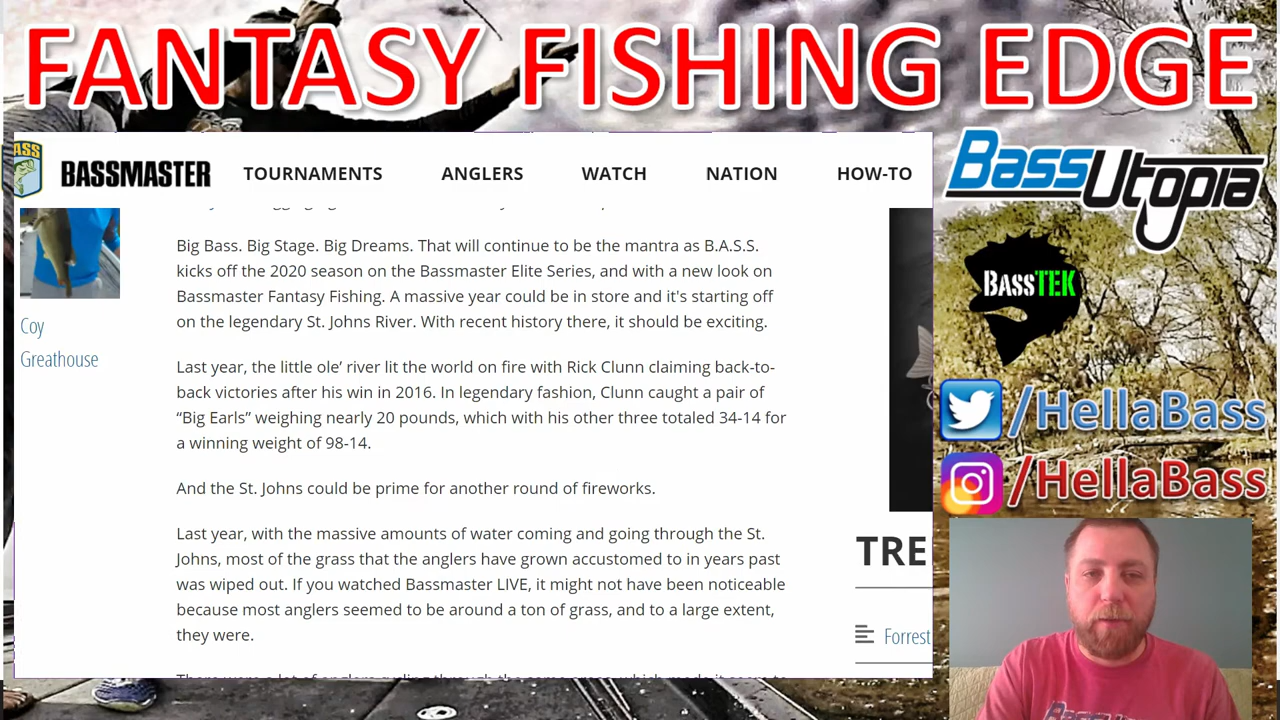 FANTASY FISHING EDGE
ASS
BASSMASTER
TOURNAMENTS
ANGLERS
WATCH
NATION
HOW-TO
BassUtopia
BASSTEK
/HellaBass
/HellaBass
Coy
Greathouse
Big Bass. Big Stage. Big Dreams. That will continue to be the mantra as B.A.S.S.
kicks off the 2020 season on the Bassmaster Elite Series, and with a new look on
Bassmaster Fantasy Fishing. A massive year could be in store and it's starting off
on the legendary St. Johns River. With recent history there, it should be exciting.
Last year, the little ole’ river lit the world on fire with Rick Clunn claiming back-to-
back victories after his win in 2016. In legendary fashion, Clunn caught a pair of
“Big Earls” weighing nearly 20 pounds, which with his other three totaled 34-14 for
a winning weight of 98-14.
And the St. Johns could be prime for another round of fireworks.
Last year, with the massive amounts of water coming and going through the St.
Johns, most of the grass that the anglers have grown accustomed to in years past
was wiped out. If you watched Bassmaster LIVE, it might not have been noticeable
because most anglers seemed to be around a ton of grass, and to a large extent,
they were.
TRE
Forrest